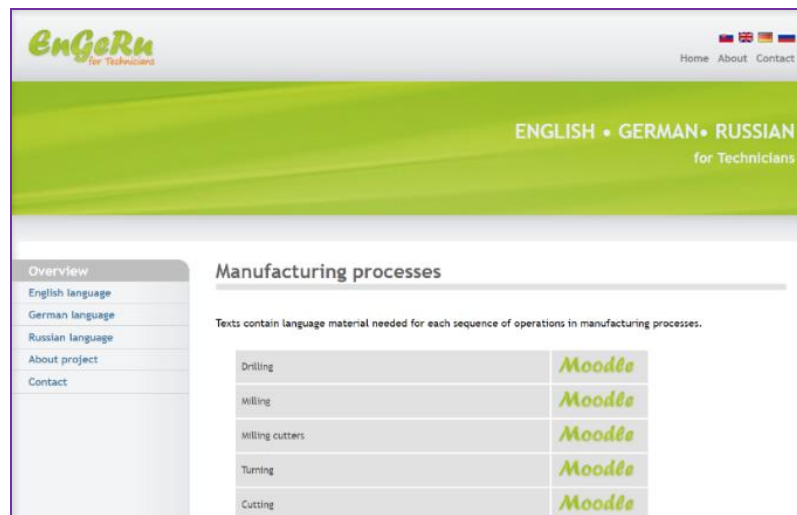 EnGeRu
for Technicians
Home About Contact
ENGLISH • GERMAN• RUSSIAN
for Technicians
Overview
English language
German language
Russian language
About project
Contact
Manufacturing processes
Texts contain language material needed for each sequence of operations in manufacturing processes.
Drilling Moodle
Milling Moodle
Milling cutters Moodle
Turning Moodle
Cutting Moodle